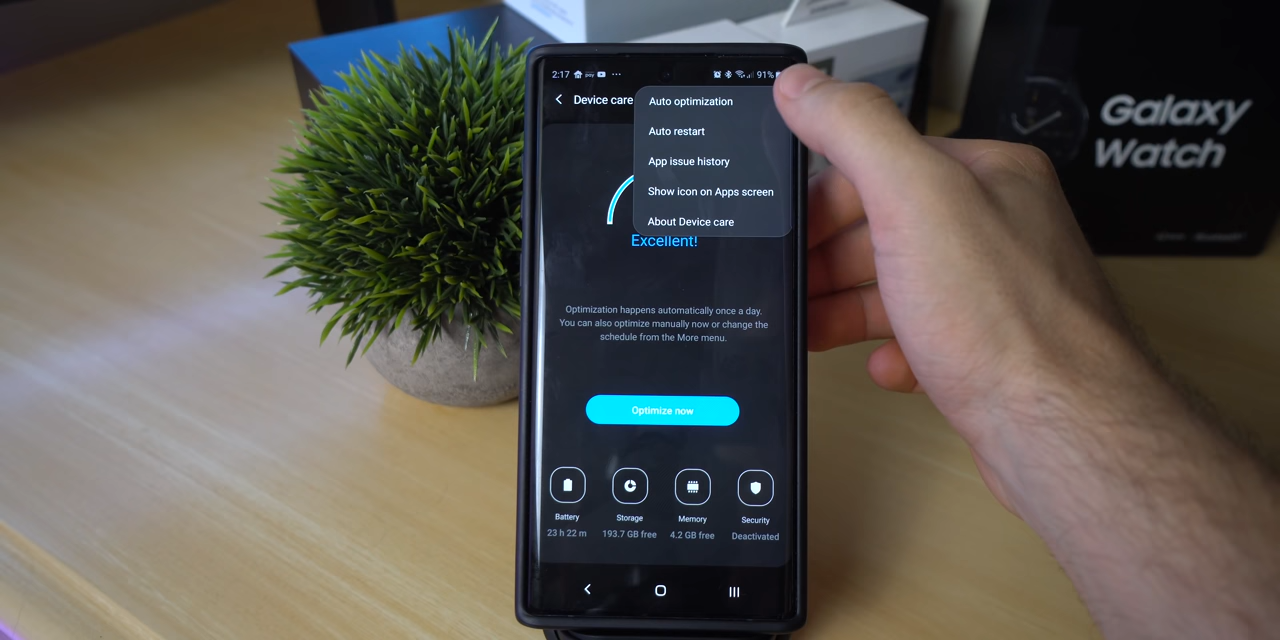 2:17 pay 91%
Device care
Auto optimization
Auto restart
App issue history
Show icon on Apps screen
About Device care
Excellent!
Optimization happens automatically once a day.
You can also optimize manually now or change the
schedule from the More menu.
Optimize now
Battery Storage Memory Security
23 h 22 m 193.7 GB free 4.2 GB free Deactivated
Galaxy
Watch